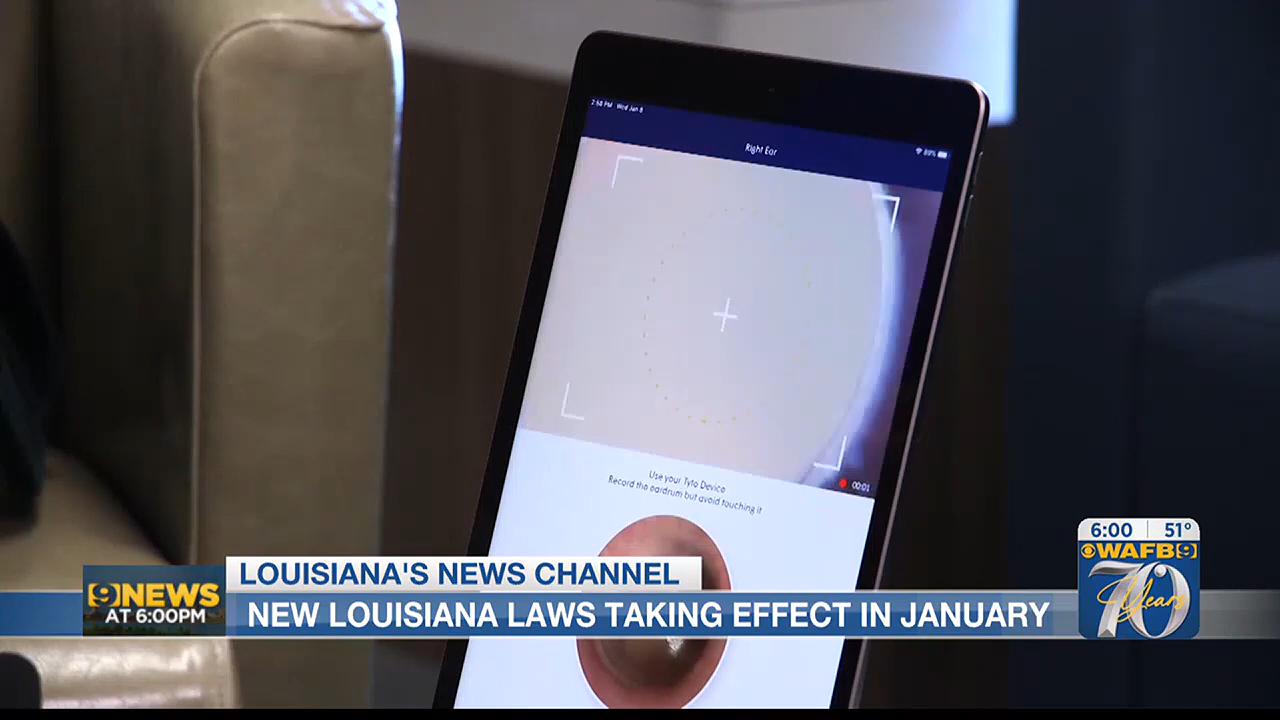 2:58 PM Wed Jan 8
89%
Right Ear
Use your Tyto Device
Record the eardrum but avoid touching it
00:01
6:00 51°
WAFB 9
70
Years
LOUISIANA'S NEWS CHANNEL
9NEWS
AT 6:00PM
NEW LOUISIANA LAWS TAKING EFFECT IN JANUARY